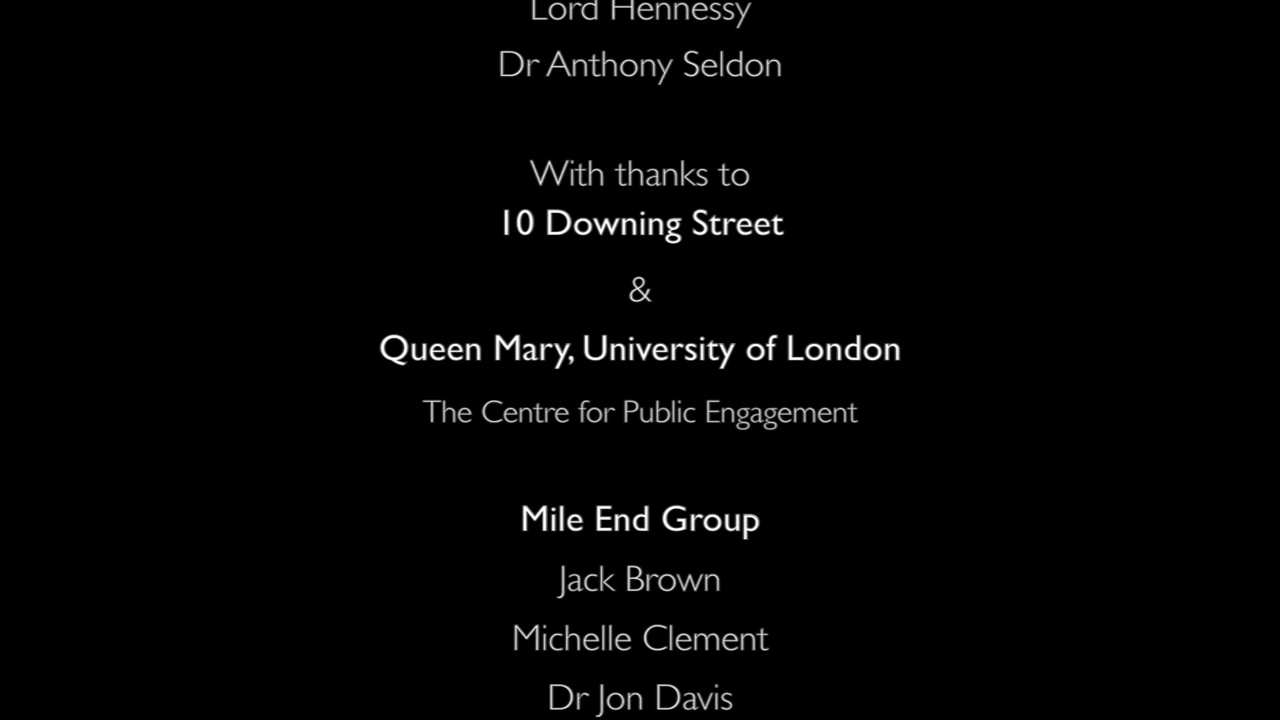 Lord Hennessy
Dr Anthony Seldon
With thanks to
10 Downing Street
&
Queen Mary, University of London
The Centre for Public Engagement
Mile End Group
Jack Brown
Michelle Clement
Dr Jon Davis